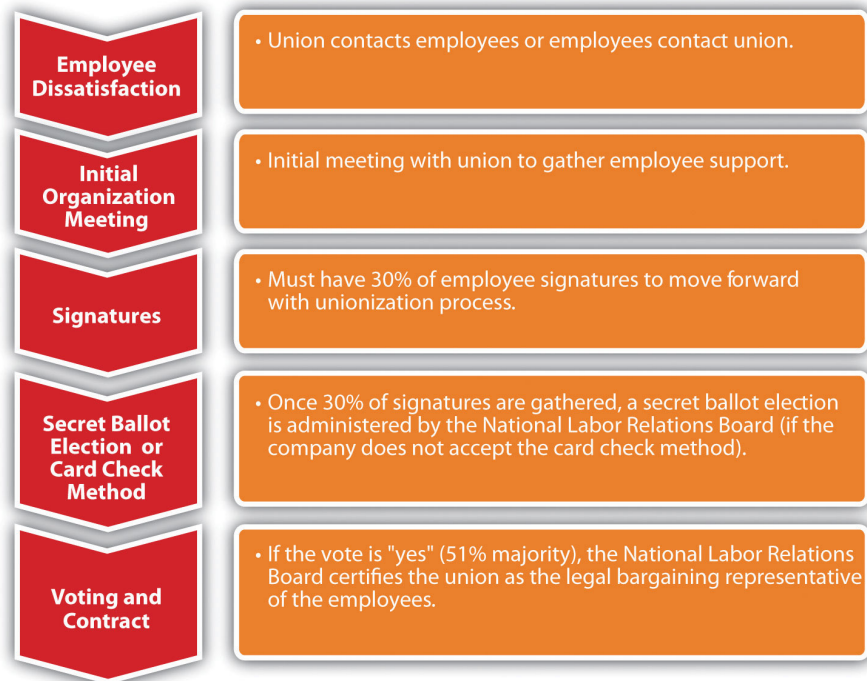 Employee
Dissatisfaction
• Union contacts employees or employees contact union.
Initial
Organization
Meeting
• Initial meeting with union to gather employee support.
Signatures
• Must have 30% of employee signatures to move forward
with unionization process.
Secret Ballot
Election or
Card Check
Method
• Once 30% of signatures are gathered, a secret ballot election
is administered by the National Labor Relations Board (if the
company does not accept the card check method).
Voting and
Contract
• If the vote is "yes" (51% majority), the National Labor Relations
Board certifies the union as the legal bargaining representative
of the employees.